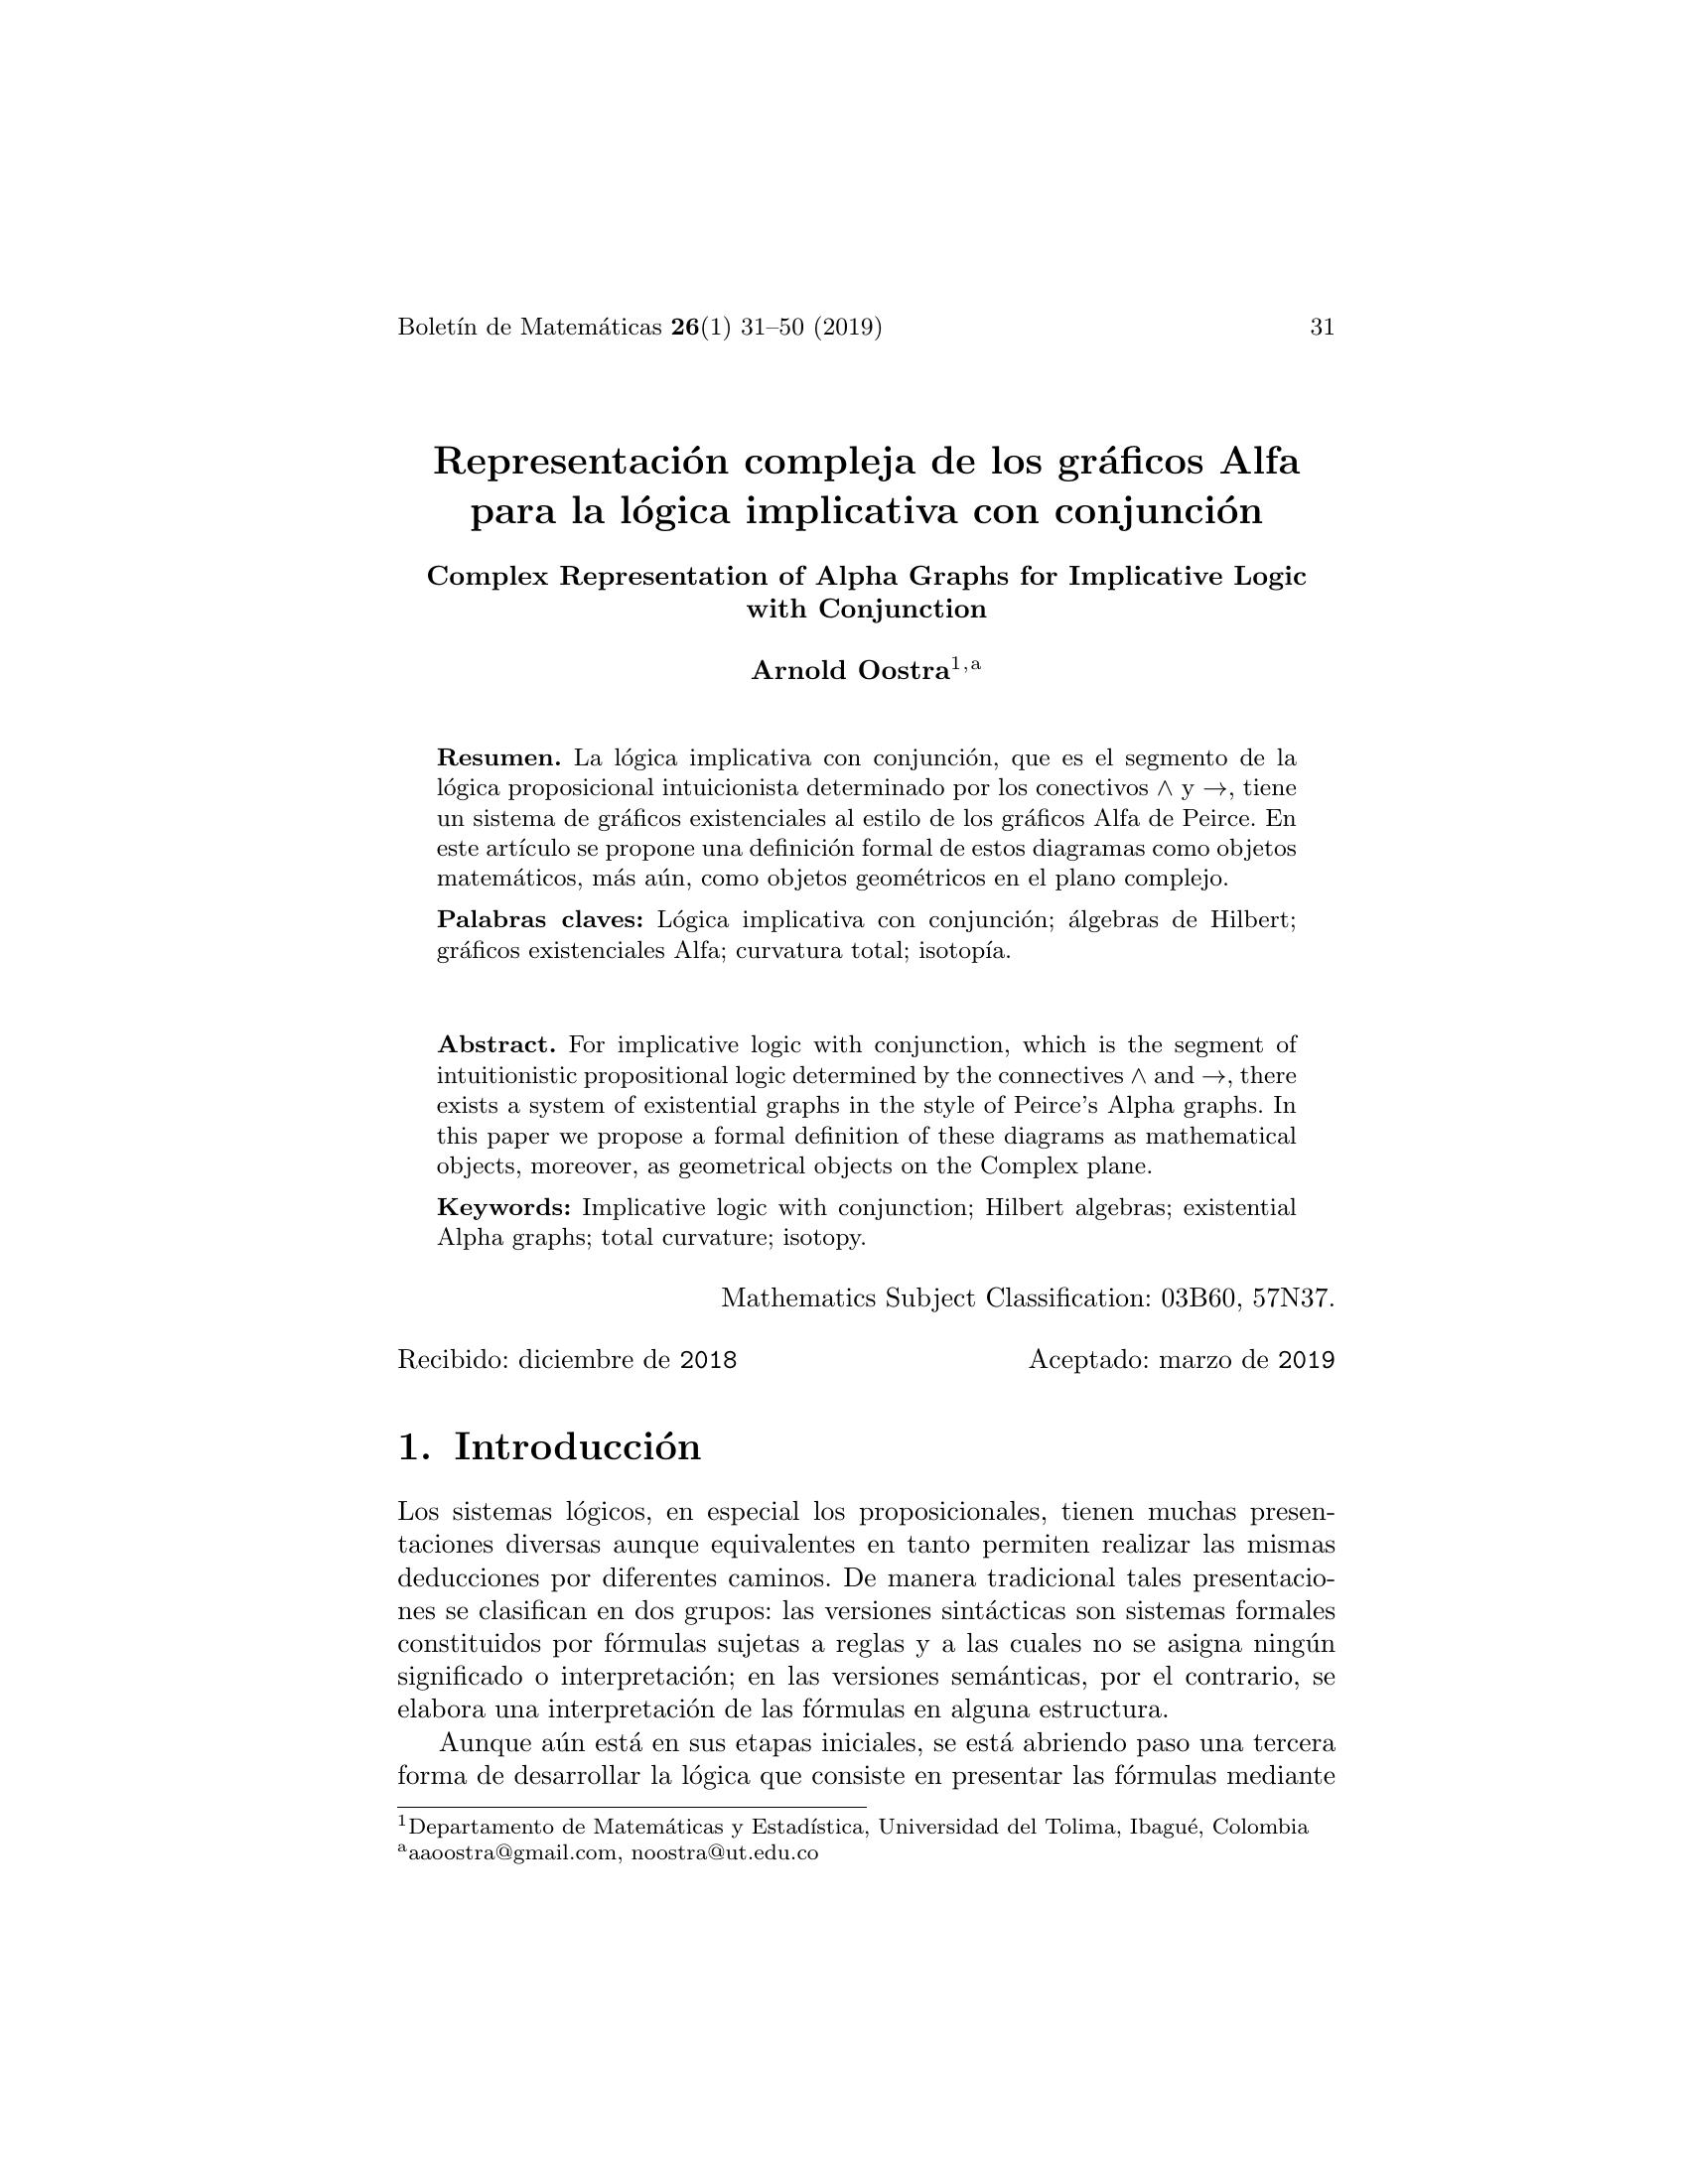 Boletín de Matemáticas 26(1) 31–50 (2019) 31
Representación compleja de los gráficos Alfa
para la lógica implicativa con conjunción
Complex Representation of Alpha Graphs for Implicative Logic
with Conjunction
Arnold Oostra1,a
Resumen. La lógica implicativa con conjunción, que es el segmento de la
lógica proposicional intuicionista determinado por los conectivos ∧ y →, tiene
un sistema de gráficos existenciales al estilo de los gráficos Alfa de Peirce. En
este artículo se propone una definición formal de estos diagramas como objetos
matemáticos, más aún, como objetos geométricos en el plano complejo.
Palabras claves: Lógica implicativa con conjunción; álgebras de Hilbert;
gráficos existenciales Alfa; curvatura total; isotopía.
Abstract. For implicative logic with conjunction, which is the segment of
intuitionistic propositional logic determined by the connectives ∧ and →, there
exists a system of existential graphs in the style of Peirce's Alpha graphs. In
this paper we propose a formal definition of these diagrams as mathematical
objects, moreover, as geometrical objects on the Complex plane.
Keywords: Implicative logic with conjunction; Hilbert algebras; existential
Alpha graphs; total curvature; isotopy.
Mathematics Subject Classification: 03B60, 57N37.
Recibido: diciembre de 2018 Aceptado: marzo de 2019
1. Introducción
Los sistemas lógicos, en especial los proposicionales, tienen muchas presen-
taciones diversas aunque equivalentes en tanto permiten realizar las mismas
deducciones por diferentes caminos. De manera tradicional tales presentacio-
nes se clasifican en dos grupos: las versiones sintácticas son sistemas formales
constituidos por fórmulas sujetas a reglas y a las cuales no se asigna ningún
significado o interpretación; en las versiones semánticas, por el contrario, se
elabora una interpretación de las fórmulas en alguna estructura.
Aunque aún está en sus etapas iniciales, se está abriendo paso una tercera
forma de desarrollar la lógica que consiste en presentar las fórmulas mediante
1Departamento de Matemáticas y Estadística, Universidad del Tolima, Ibagué, Colombia
aaaoostra@gmail.com, noostra@ut.edu.co